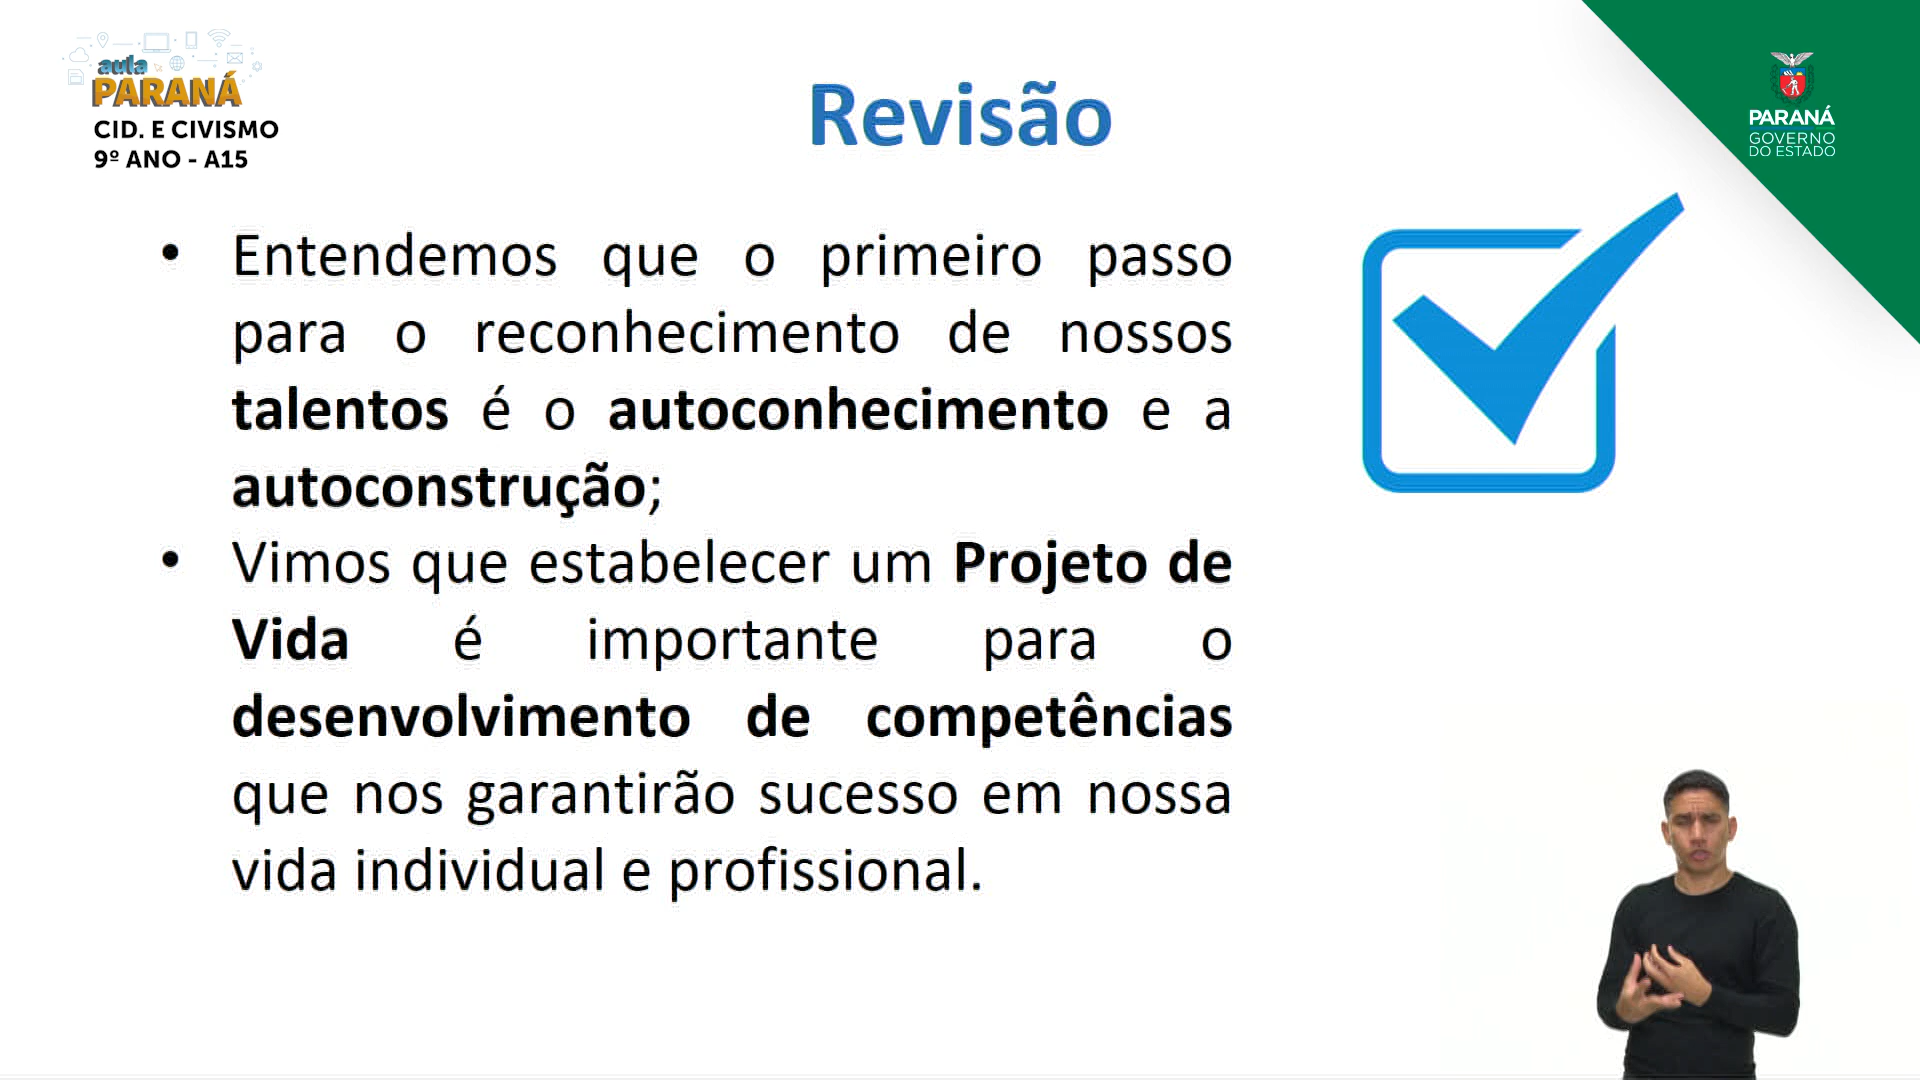 aula
PARANÁ
CID. E CIVISMO
9º ANO - A15
Revisão
PARANÁ
GOVERNO
DO ESTADO
• Entendemos que o primeiro passo
para o reconhecimento de nossos
talentos é o autoconhecimento e a
autoconstrução;
• Vimos que estabelecer um Projeto de
Vida é importante para o
desenvolvimento de competências
que nos garantirão sucesso em nossa
vida individual e profissional.